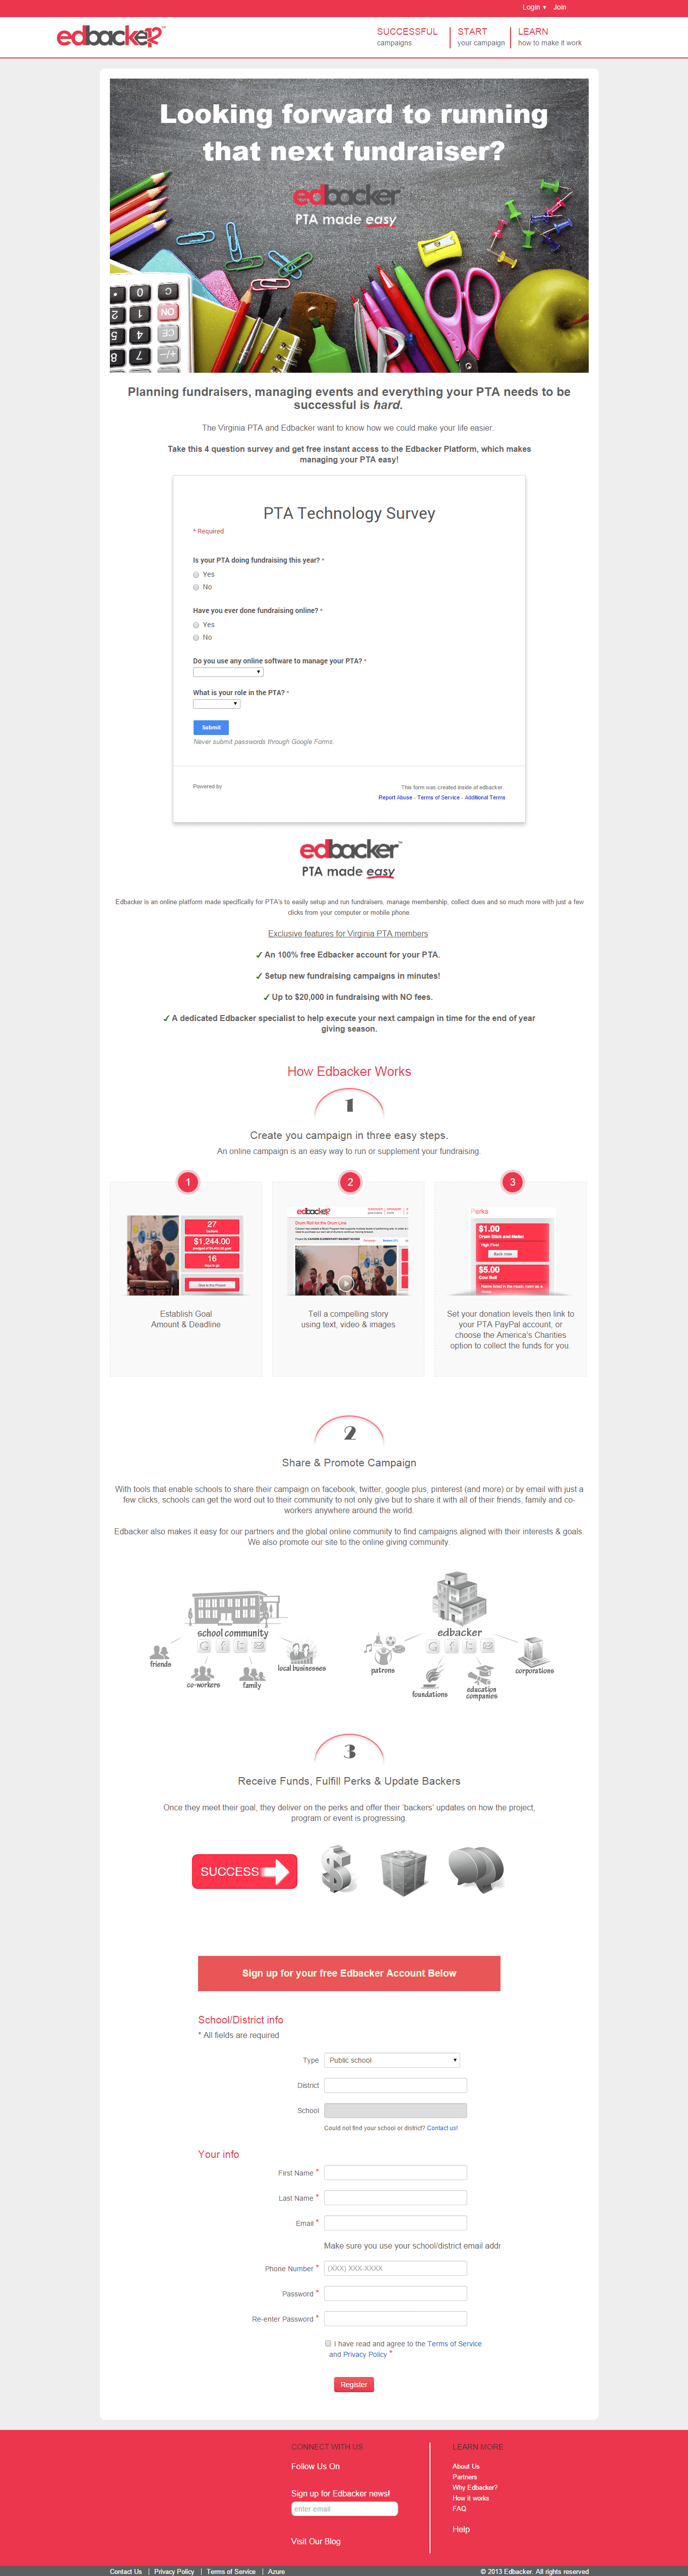 Login ▾ Join
edbacker™
SUCCESSFUL
campaigns
START
your campaign
LEARN
how to make it work
Looking forward to running
that next fundraiser?
edbacker
PTA made easy
Planning fundraisers, managing events and everything your PTA needs to be
successful is hard.
The Virginia PTA and Edbacker want to know how we could make your life easier.
Take this 4 question survey and get free instant access to the Edbacker Platform, which makes
managing your PTA easy!
PTA Technology Survey
* Required
Is your PTA doing fundraising this year? *
Yes
No
Have you ever done fundraising online? *
Yes
No
Do you use any online software to manage your PTA? *
What is your role in the PTA? *
Submit
Never submit passwords through Google Forms.
Powered by
This form was created inside of edbacker.
Report Abuse - Terms of Service - Additional Terms
edbacker™
PTA made easy
Edbacker is an online platform made specifically for PTA's to easily setup and run fundraisers, manage membership, collect dues and so much more with just a few
clicks from your computer or mobile phone.
Exclusive features for Virginia PTA members
✓ An 100% free Edbacker account for your PTA.
✓ Setup new fundraising campaigns in minutes!
✓ Up to $20,000 in fundraising with NO fees.
✓ A dedicated Edbacker specialist to help execute your next campaign in time for the end of year
giving season.
How Edbacker Works
1
Create you campaign in three easy steps.
An online campaign is an easy way to run or supplement your fundraising.
1
27
$1,244.00
16
Establish Goal
Amount & Deadline
2
edbacker
Drum Roll for the Drum Line
Tell a compelling story
using text, video & images
3
Perks
$1.00
Drum Stick and Mallet
High Five!
Back now
$5.00
Cow Bell
Set your donation levels then link to
your PTA PayPal account, or
choose the America's Charities
option to collect the funds for you.
2
Share & Promote Campaign
With tools that enable schools to share their campaign on facebook, twitter, google plus, pinterest (and more) or by email with just a
few clicks, schools can get the word out to their community to not only give but to share it with all of their friends, family and co-
workers anywhere around the world.
Edbacker also makes it easy for our partners and the global online community to find campaigns aligned with their interests & goals.
We also promote our site to the online giving community.
school community
friends
co-workers
family
local businesses
edbacker
patrons
foundations
education
companies
corporations
3
Receive Funds, Fulfill Perks & Update Backers
Once they meet their goal, they deliver on the perks and offer their 'backers' updates on how the project,
program or event is progressing.
SUCCESS
$
Sign up for your free Edbacker Account Below
School/District info
* All fields are required
Type Public school
District
School
Could not find your school or district? Contact us!
Your info
First Name *
Last Name *
Email *
Make sure you use your school/district email addr
Phone Number * (XXX) XXX-XXXX
Password *
Re-enter Password *
I have read and agree to the Terms of Service
and Privacy Policy *
Register
CONNECT WITH US
Follow Us On
Sign up for Edbacker news!
enter email
Visit Our Blog
LEARN MORE
About Us
Partners
Why Edbacker?
How it works
FAQ
Help
Contact Us | Privacy Policy | Terms of Service | Azure
© 2013 Edbacker. All rights reserved